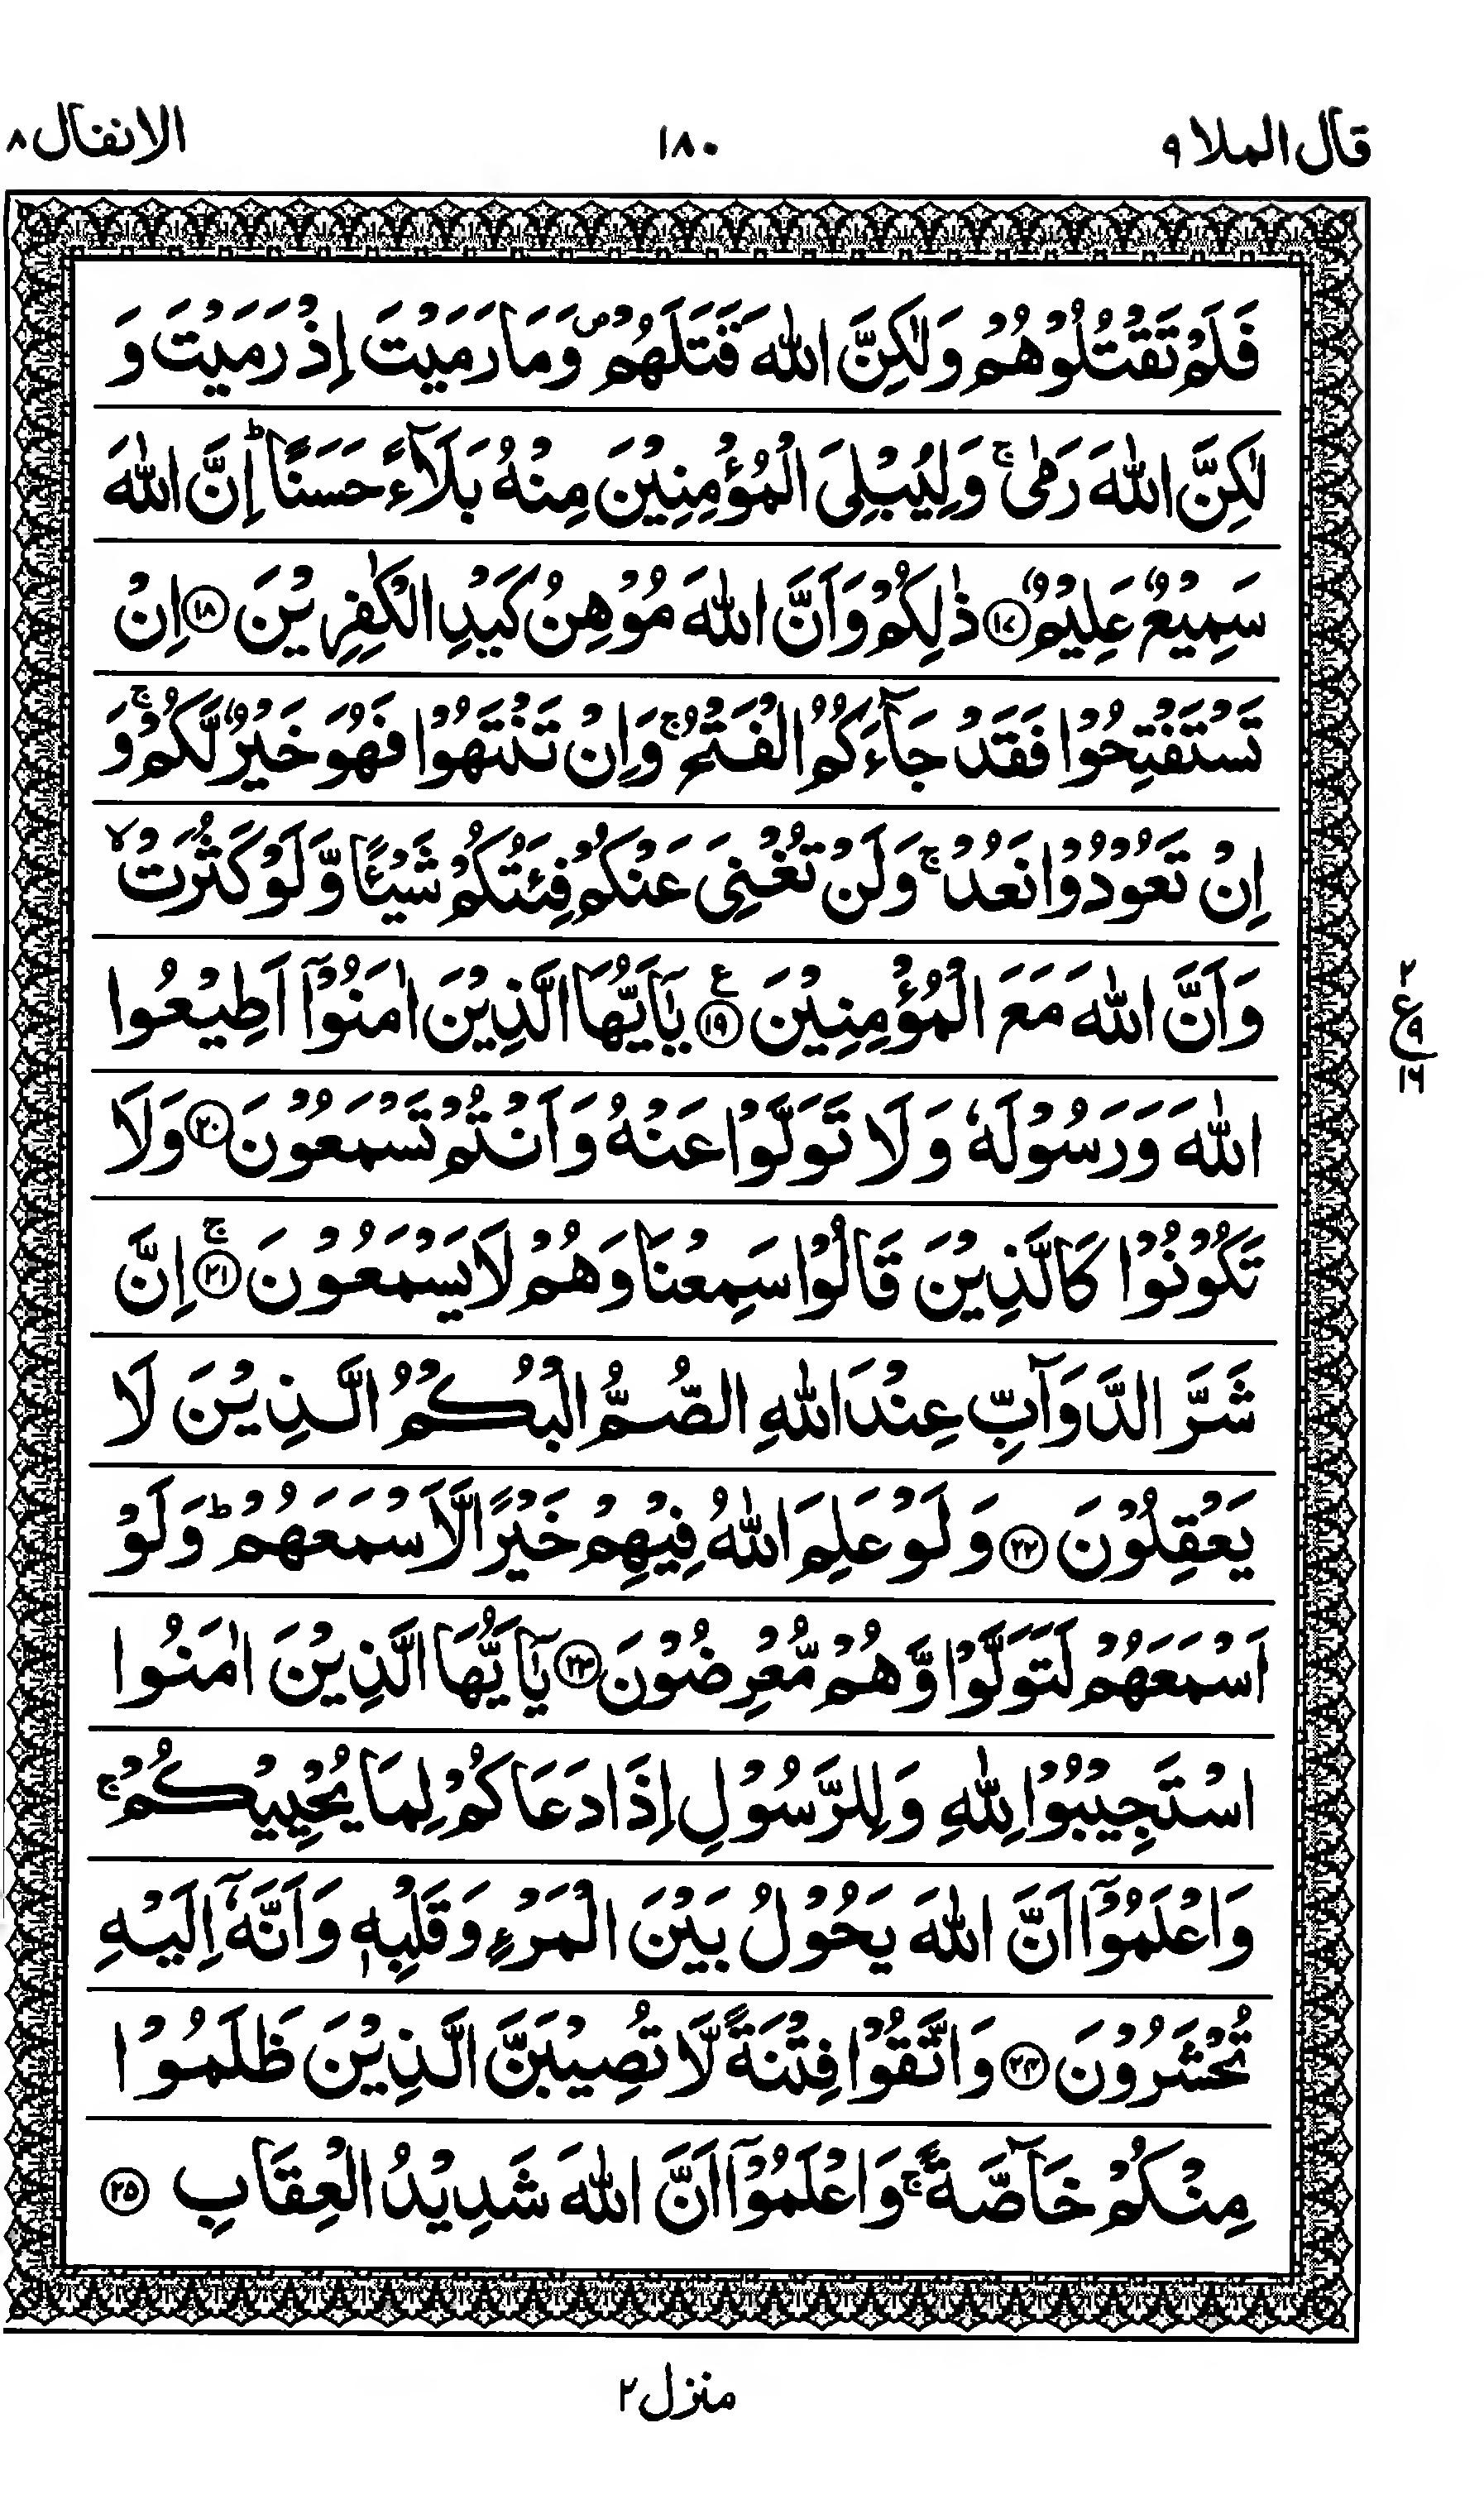 قال الملا ٩
١٨٠
الانفال ٨
فَلَمْ تَقْتُلُوْهُمْ وَلٰكِنَّ اللّٰهَ قَتَلَهُمْ ۪ وَمَا رَمَيْتَ اِذْ رَمَيْتَ وَ
لٰكِنَّ اللّٰهَ رَمٰى ۚ وَلِيُبْلِىَ الْمُؤْمِنِيْنَ مِنْهُ بَلَآءً حَسَنًا ؕ اِنَّ اللّٰهَ
سَمِيْعٌ عَلِيْمٌ ۝١٧ ذٰلِكُمْ وَاَنَّ اللّٰهَ مُوْهِنُ كَيْدِ الْكٰفِرِيْنَ ۝١٨ اِنْ
تَسْتَفْتِحُوْا فَقَدْ جَآءَكُمُ الْفَتْحُ ۚ وَاِنْ تَنْتَهُوْا فَهُوَ خَيْرٌ لَّكُمْ ۚ وَ
اِنْ تَعُوْدُوْا نَعُدْ ۚ وَلَنْ تُغْنِىَ عَنْكُمْ فِئَتُكُمْ شَيْئًا وَّلَوْ كَثُرَتْ ۙ
وَاَنَّ اللّٰهَ مَعَ الْمُؤْمِنِيْنَ ۝١٩ ع يٰۤاَيُّهَا الَّذِيْنَ اٰمَنُوْۤا اَطِيْعُوا
٢
ع
٩
١٦
اللّٰهَ وَرَسُوْلَهٗ وَلَا تَوَلَّوْا عَنْهُ وَاَنْتُمْ تَسْمَعُوْنَ ۝٢٠ وَلَا
تَكُوْنُوْا كَالَّذِيْنَ قَالُوْا سَمِعْنَا وَهُمْ لَا يَسْمَعُوْنَ ۝٢١ ۚ اِنَّ
شَرَّ الدَّوَآبِّ عِنْدَ اللّٰهِ الصُّمُّ الْبُكْمُ الَّذِيْنَ لَا
يَعْقِلُوْنَ ۝٢٢ وَلَوْ عَلِمَ اللّٰهُ فِيْهِمْ خَيْرًا لَّاَسْمَعَهُمْ ؕ وَلَوْ
اَسْمَعَهُمْ لَتَوَلَّوْا وَّهُمْ مُّعْرِضُوْنَ ۝٢٣ يٰۤاَيُّهَا الَّذِيْنَ اٰمَنُوا
اسْتَجِيْبُوْا لِلّٰهِ وَلِلرَّسُوْلِ اِذَا دَعَاكُمْ لِمَا يُحْيِيْكُمْ ۚ
وَاعْلَمُوْۤا اَنَّ اللّٰهَ يَحُوْلُ بَيْنَ الْمَرْءِ وَقَلْبِهٖ وَاَنَّهٗۤ اِلَيْهِ
تُحْشَرُوْنَ ۝٢٤ وَاتَّقُوْا فِتْنَةً لَّا تُصِيْبَنَّ الَّذِيْنَ ظَلَمُوْا
مِنْكُمْ خَآصَّةً ۚ وَاعْلَمُوْۤا اَنَّ اللّٰهَ شَدِيْدُ الْعِقَابِ ۝٢٥
منزل ٢